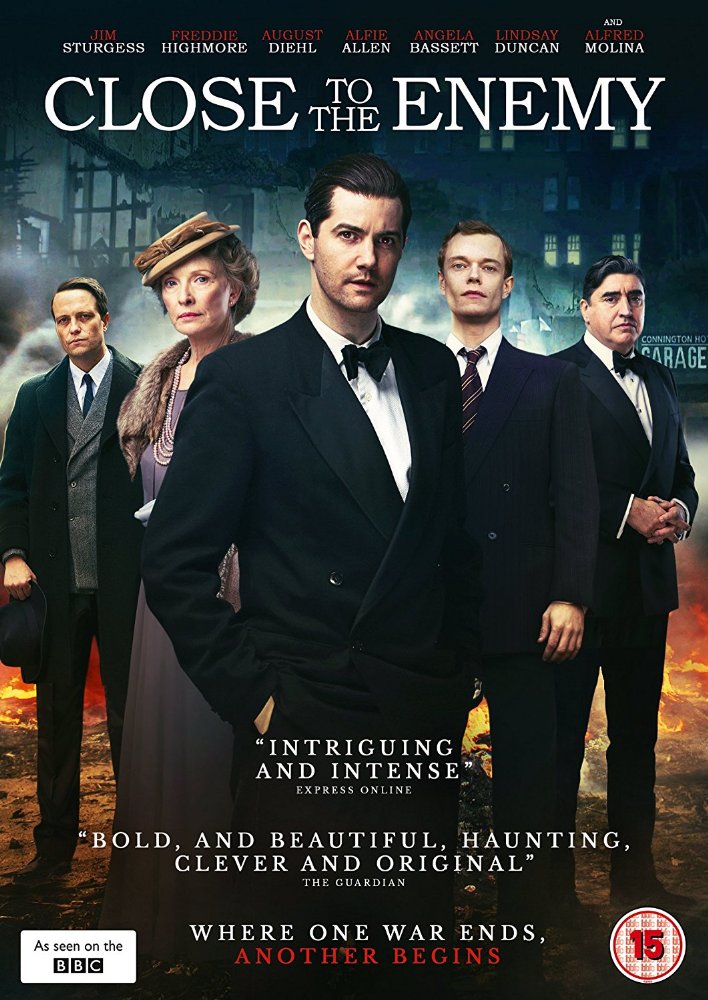 JIM STURGESS
FREDDIE HIGHMORE
AUGUST DIEHL
ALFIE ALLEN
ANGELA BASSETT
LINDSAY DUNCAN
AND
ALFRED MOLINA
CLOSE TO THE ENEMY
CONNINGTON HO
GARAGE
"INTRIGUING
AND INTENSE"
EXPRESS ONLINE
"BOLD, AND BEAUTIFUL, HAUNTING,
CLEVER AND ORIGINAL"
THE GUARDIAN
WHERE ONE WAR ENDS,
ANOTHER BEGINS
As seen on the
BBC
15